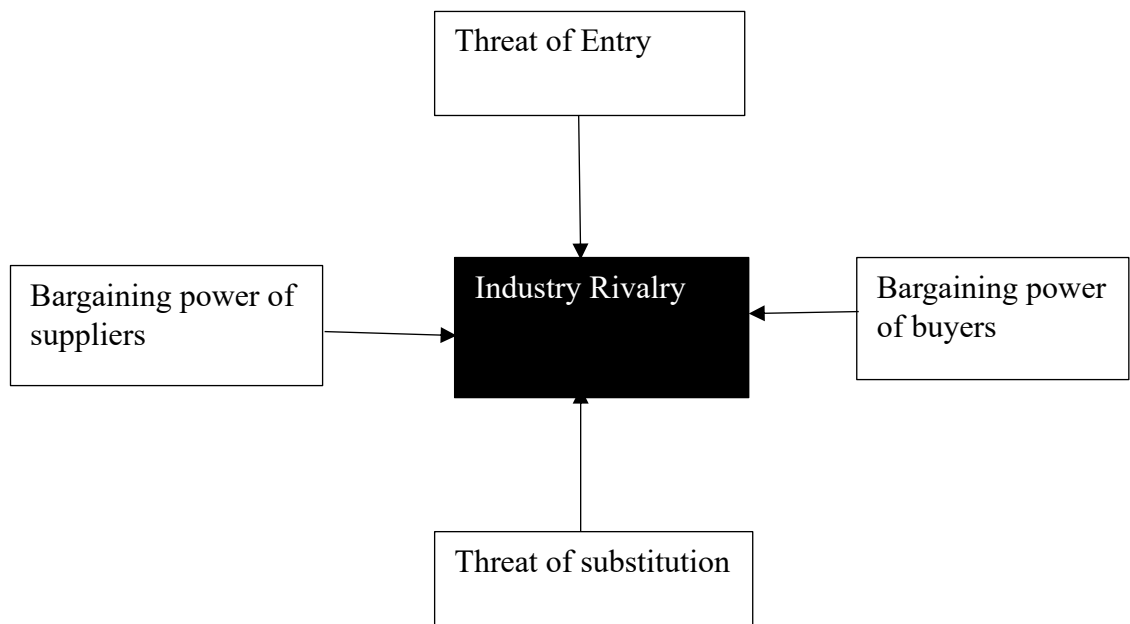 Threat of Entry
Bargaining power of
suppliers
Industry Rivalry
Bargaining power
of buyers
Threat of substitution